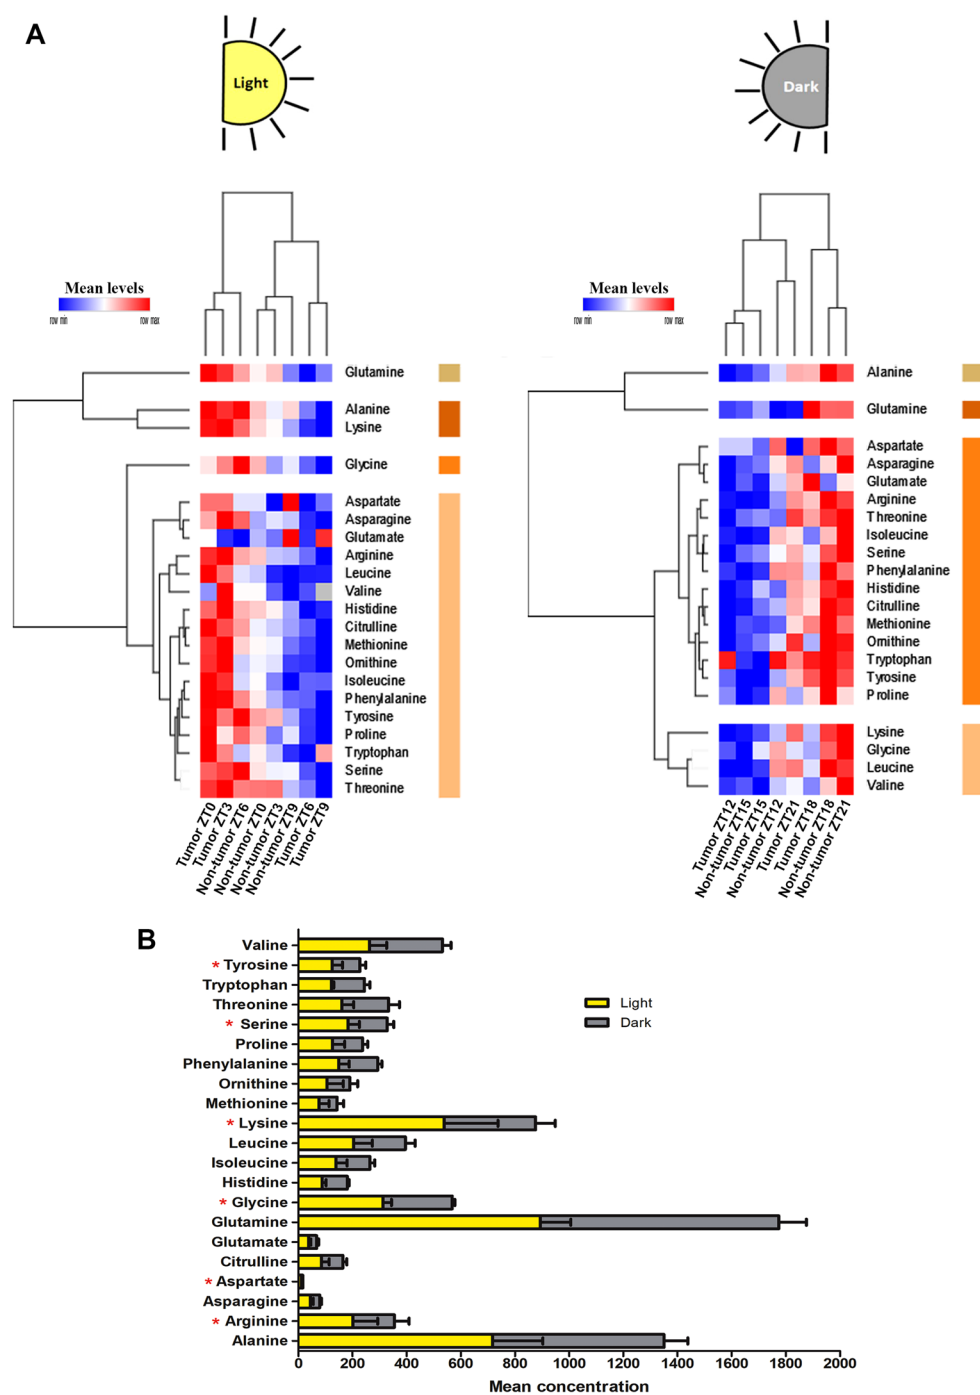 A
Light
Dark
Mean levels
row min row max
Mean levels
row min row max
Glutamine
Alanine
Lysine
Glycine
Aspartate
Asparagine
Glutamate
Arginine
Leucine
Valine
Histidine
Citrulline
Methionine
Ornithine
Isoleucine
Phenylalanine
Tyrosine
Proline
Tryptophan
Serine
Threonine
Tumor ZT0
Tumor ZT3
Non-tumor ZT6
Non-tumor ZT0
Non-tumor ZT3
Non-tumor ZT9
Tumor ZT6
Tumor ZT9
Alanine
Glutamine
Aspartate
Asparagine
Glutamate
Arginine
Threonine
Isoleucine
Serine
Phenylalanine
Histidine
Citrulline
Methionine
Ornithine
Tryptophan
Tyrosine
Proline
Lysine
Glycine
Leucine
Valine
Tumor ZT12
Non-tumor ZT15
Tumor ZT15
Non-tumor ZT12
Tumor ZT21
Tumor ZT18
Non-tumor ZT18
Non-tumor ZT21
B
Valine
* Tyrosine
Tryptophan
Threonine
* Serine
Proline
Phenylalanine
Ornithine
Methionine
* Lysine
Leucine
Isoleucine
Histidine
* Glycine
Glutamine
Glutamate
Citrulline
* Aspartate
Asparagine
* Arginine
Alanine
Light
Dark
0 200 400 600 800 1000 1200 1400 1600 1800 2000
Mean concentration